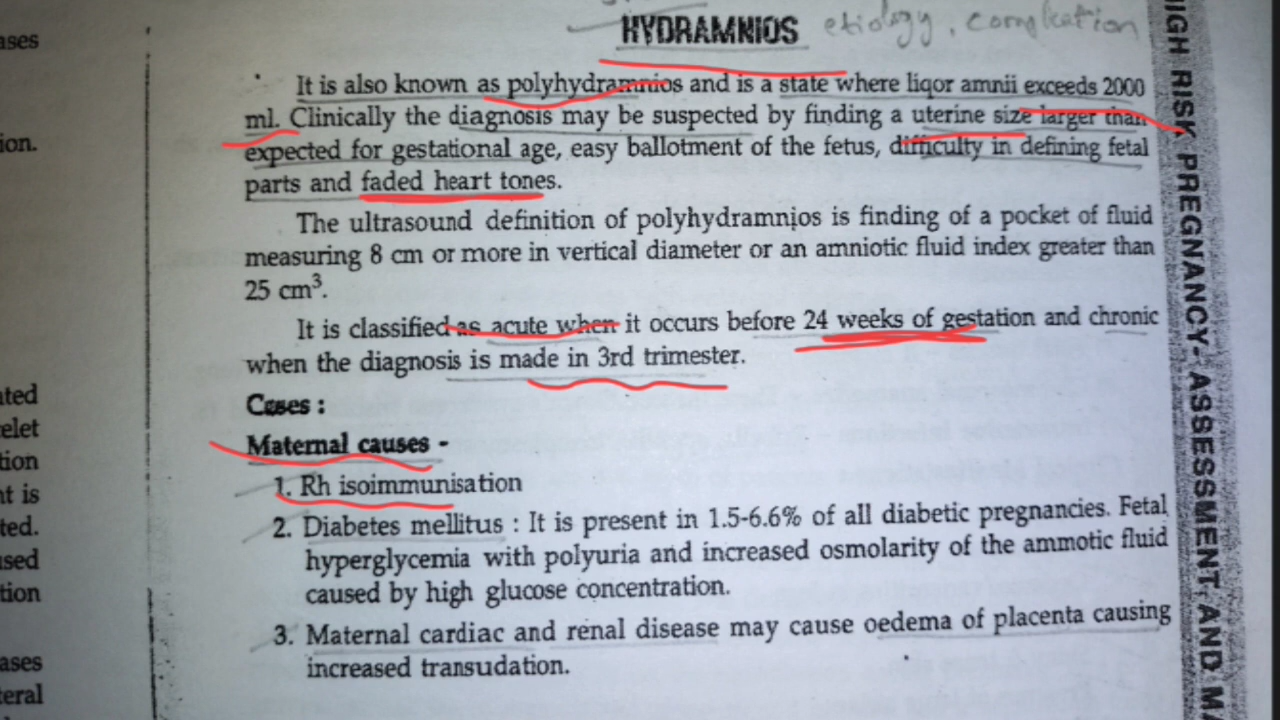 HYDRAMNIOS etiology, complication
It is also known as polyhydramnios and is a state where liqor amnii exceeds 2000
ml. Clinically the diagnosis may be suspected by finding a uterine size larger than
expected for gestational age, easy ballotment of the fetus, difficulty in defining fetal
parts and faded heart tones.
The ultrasound definition of polyhydramnios is finding of a pocket of fluid
measuring 8 cm or more in vertical diameter or an amniotic fluid index greater than
25 cm³.
It is classified as acute when it occurs before 24 weeks of gestation and chronic
when the diagnosis is made in 3rd trimester.
Cases :
Maternal causes -
1. Rh isoimmunisation
2. Diabetes mellitus : It is present in 1.5-6.6% of all diabetic pregnancies. Fetal
hyperglycemia with polyuria and increased osmolarity of the ammotic fluid
caused by high glucose concentration.
3. Maternal cardiac and renal disease may cause oedema of placenta causing
increased transudation.
HIGH RISK PREGNANCY- ASSESSMENT, AND
ases
ion.
ated
elet
tion
nt is
ted.
used
tion
ases
teral